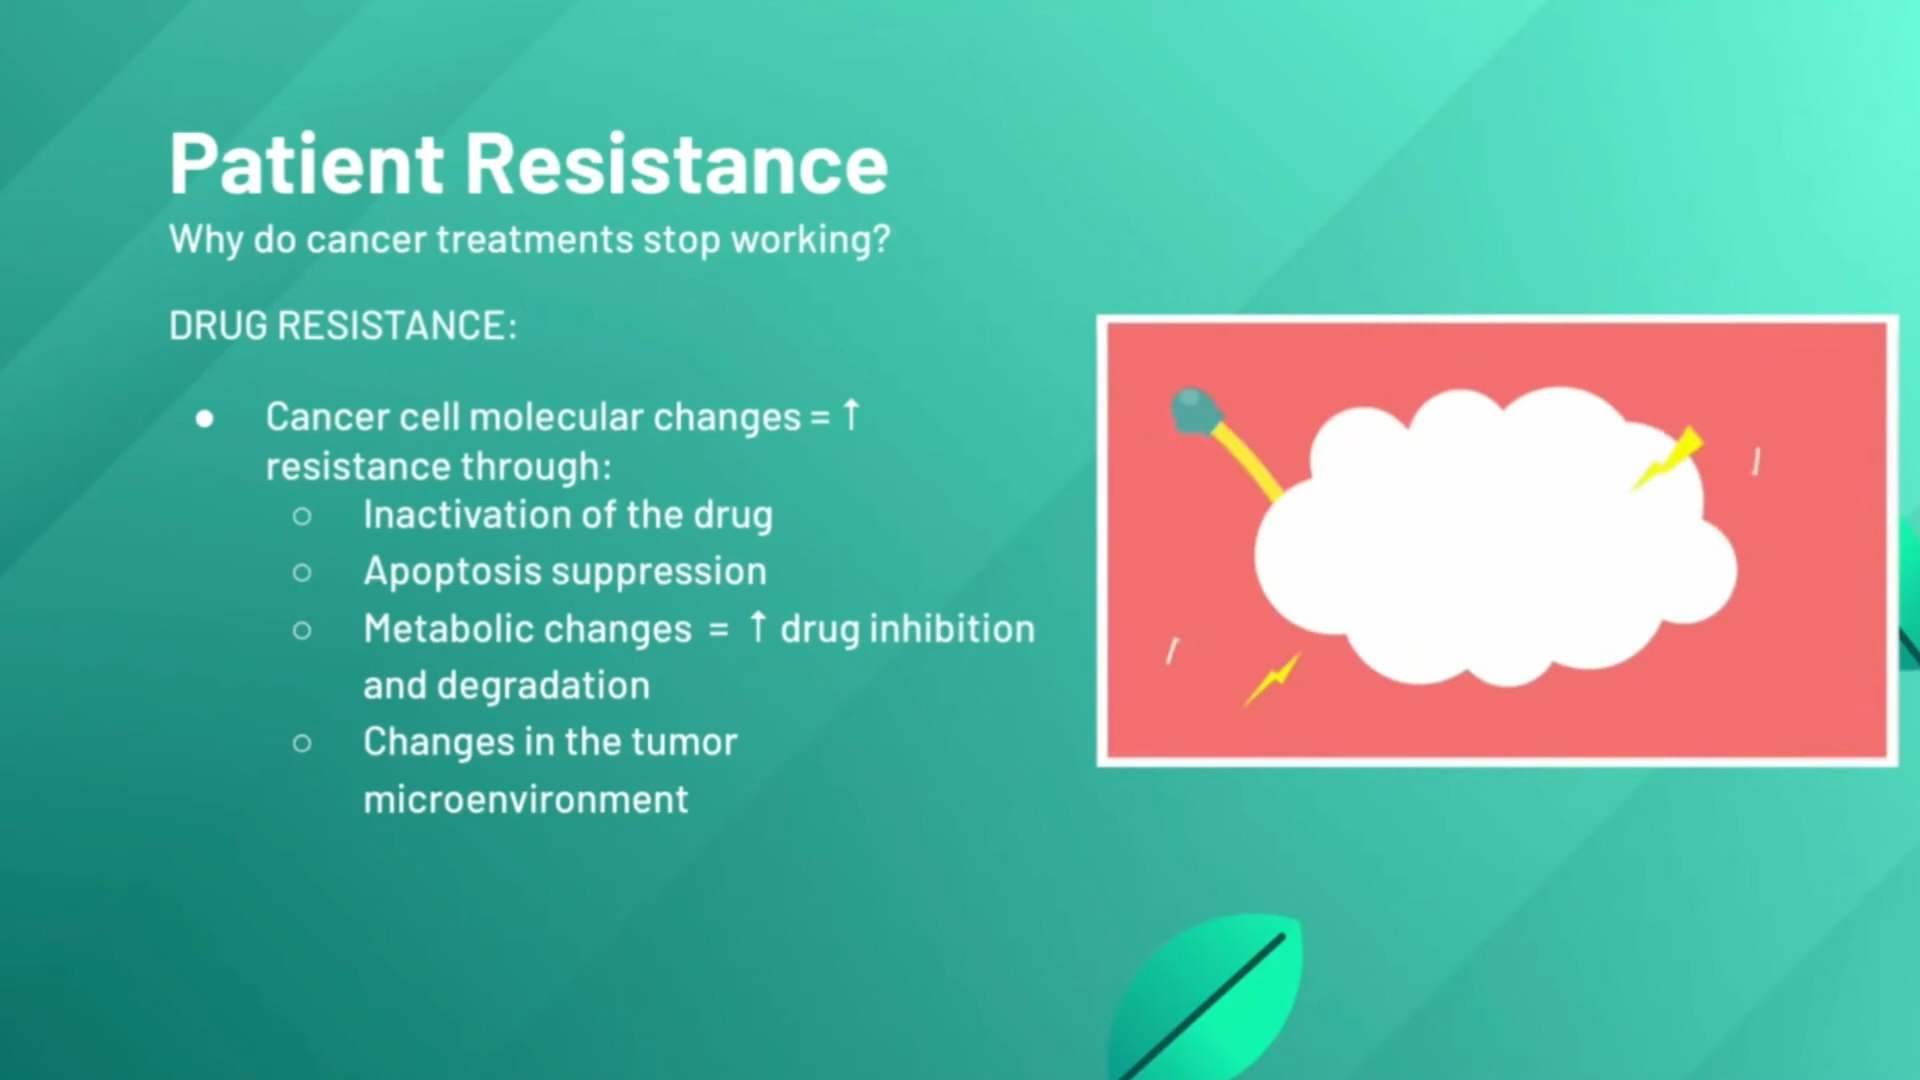 Patient Resistance
Why do cancer treatments stop working?
DRUG RESISTANCE:
● Cancer cell molecular changes = ↑
resistance through:
○ Inactivation of the drug
○ Apoptosis suppression
○ Metabolic changes = ↑ drug inhibition
and degradation
○ Changes in the tumor
microenvironment